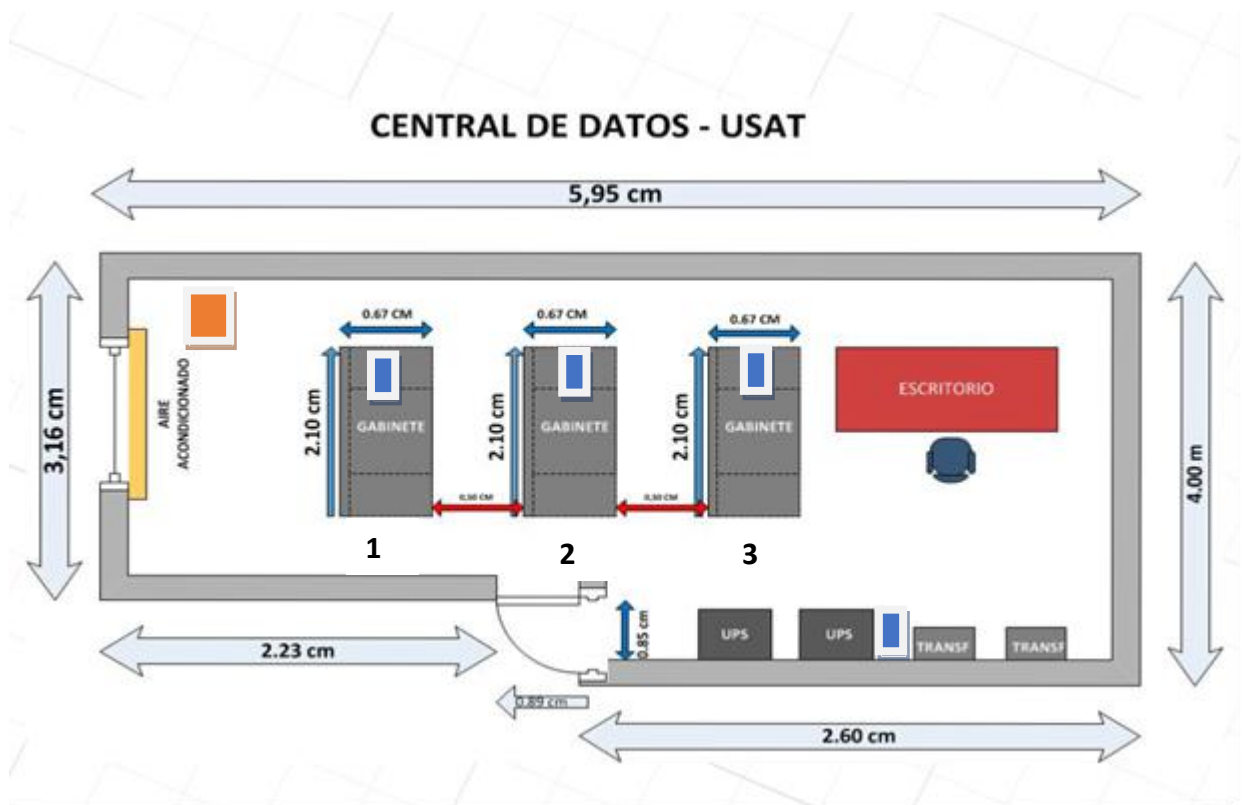 CENTRAL DE DATOS - USAT
5,95 cm
3,16 cm
4.00 m
AIRE
ACONDICIONADO
0.67 CM
0.67 CM
0.67 CM
2.10 cm
2.10 cm
2.10 cm
GABINETE
GABINETE
GABINETE
ESCRITORIO
0,50 CM
0,50 CM
1
2
3
0.85 cm
UPS
UPS
TRANSF
TRANSF
2.23 cm
0.89 cm
2.60 cm